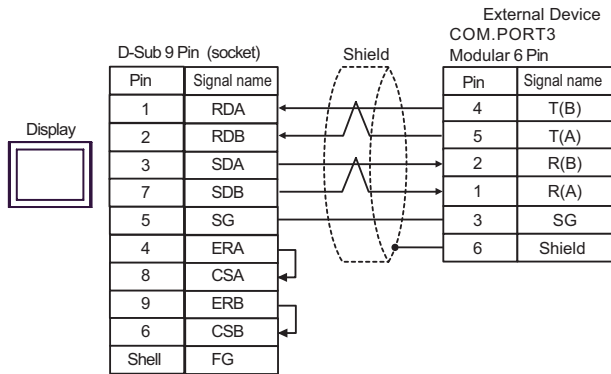 External Device
COM.PORT3
D-Sub 9 Pin (socket) Shield Modular 6 Pin
Pin Signal name Pin Signal name
1 RDA 4 T(B)
Display 2 RDB 5 T(A)
3 SDA 2 R(B)
7 SDB 1 R(A)
5 SG 3 SG
4 ERA 6 Shield
8 CSA
9 ERB
6 CSB
Shell FG